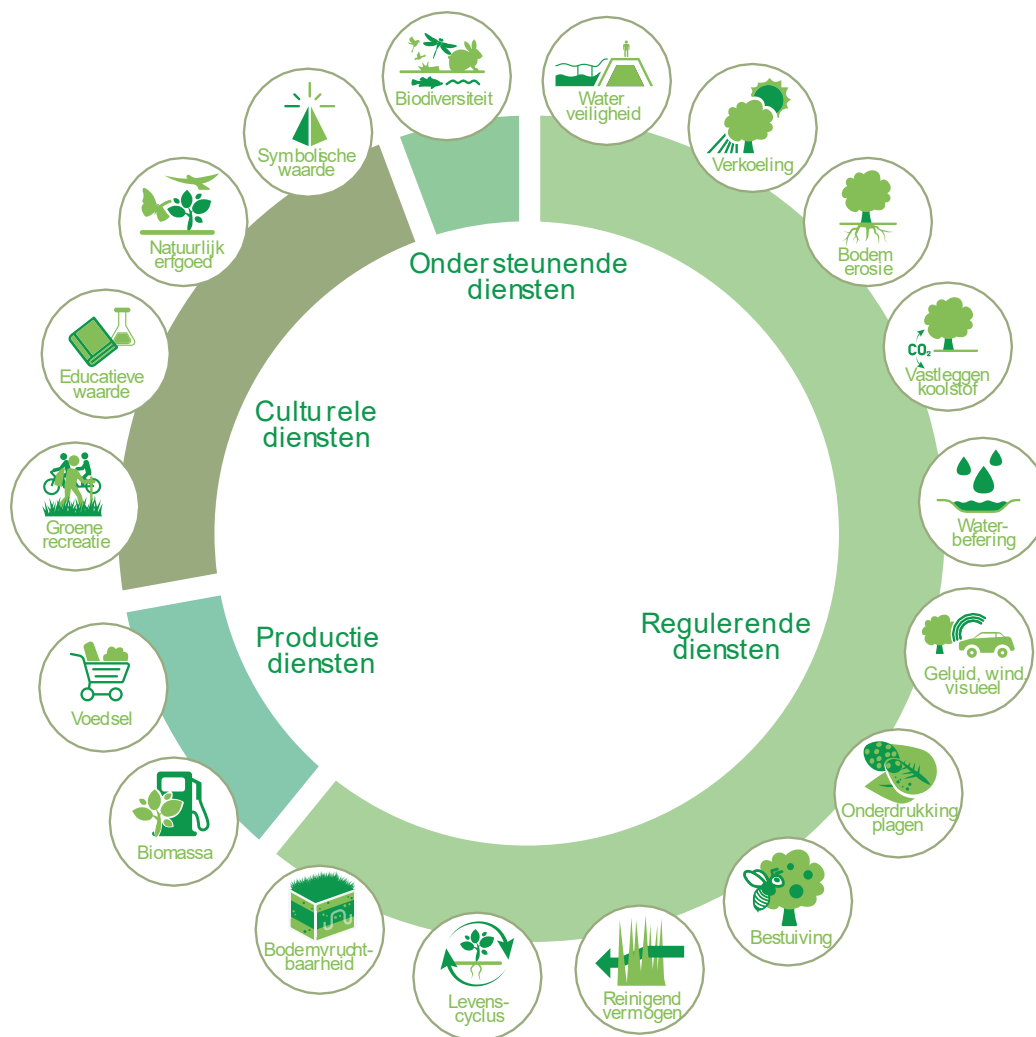 Biodiversiteit
Water
veiligheid
Verkoeling
Bodem
erosie
CO₂
Vastleggen
koolstof
Water-
befering
Geluid, wind,
visueel
Onderdrukking
plagen
Bestuiving
Reinigend
vermogen
Levens-
cyclus
Bodemvrucht-
baarheid
Biomassa
Voedsel
Groene
recreatie
Educatieve
waarde
Natuurlijk
erfgoed
Symbolische
waarde
Ondersteunende
diensten
Culturele
diensten
Productie
diensten
Regulerende
diensten